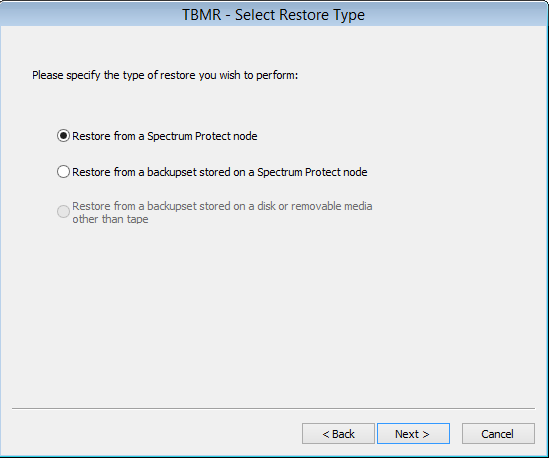 TBMR - Select Restore Type
Please specify the type of restore you wish to perform:
Restore from a Spectrum Protect node
Restore from a backupset stored on a Spectrum Protect node
Restore from a backupset stored on a disk or removable media
other than tape
< Back
Next >
Cancel